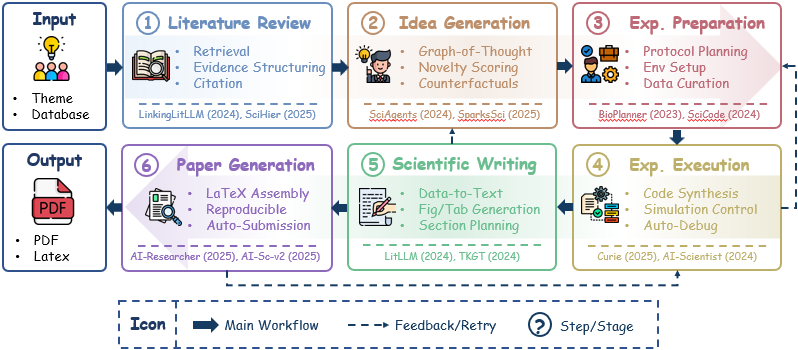 Input
Theme
Database
1 Literature Review
Retrieval
Evidence Structuring
Citation
LinkingLitLLM (2024), SciHier (2025)
2 Idea Generation
Graph-of-Thought
Novelty Scoring
Counterfactuals
SciAgents (2024), SparksSci (2025)
3 Exp. Preparation
Protocol Planning
Env Setup
Data Curation
BioPlanner (2023), SciCode (2024)
Output
PDF
PDF
Latex
6 Paper Generation
LaTeX Assembly
Reproducible
Auto-Submission
AI-Researcher (2025), AI-Sc-v2 (2025)
5 Scientific Writing
Data-to-Text
Fig/Tab Generation
Section Planning
LitLLM (2024), TKGT (2024)
4 Exp. Execution
Code Synthesis
Simulation Control
Auto-Debug
Curie (2025), AI-Scientist (2024)
Icon
Main Workflow
Feedback/Retry
? Step/Stage